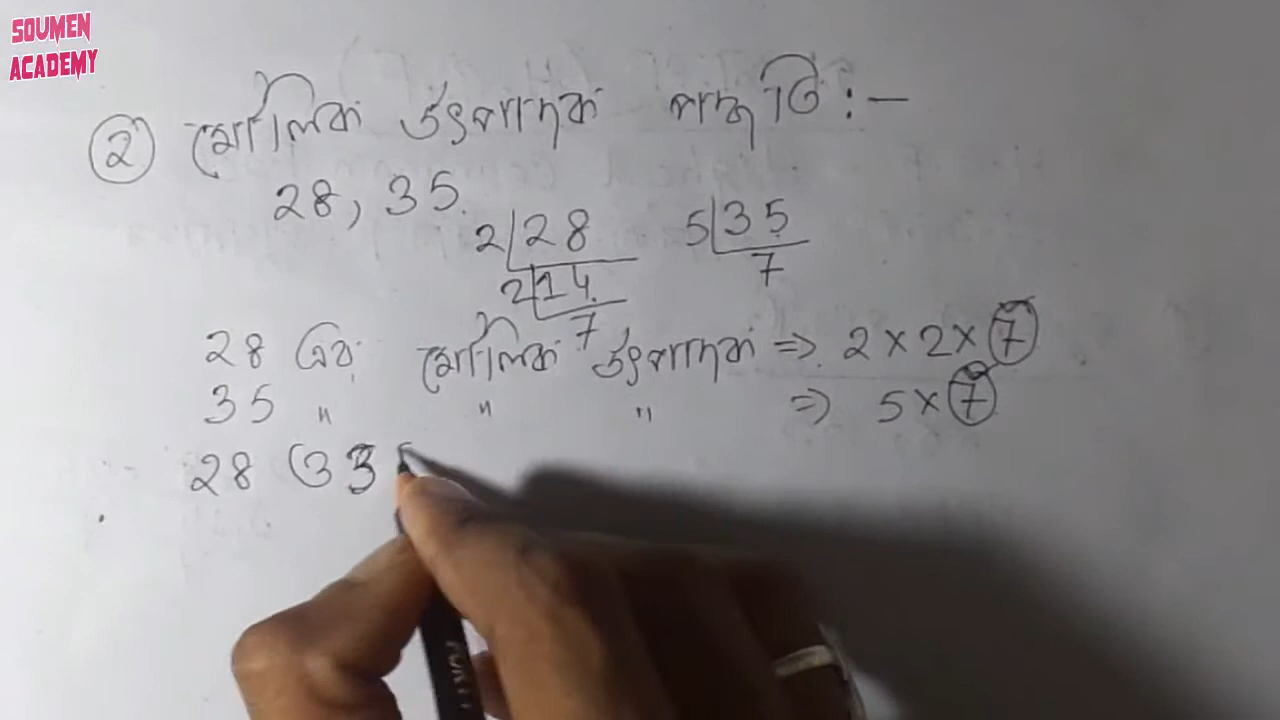 SOUMEN
ACADEMY
② মৌলিক উৎপাদক পদ্ধতি :-
28, 35.
2|28
2|14
7
5|35
7
28 এর মৌলিক উৎপাদক ⇒ 2 × 2 × 7
35 " " " ⇒ 5 × 7
28 ও 3